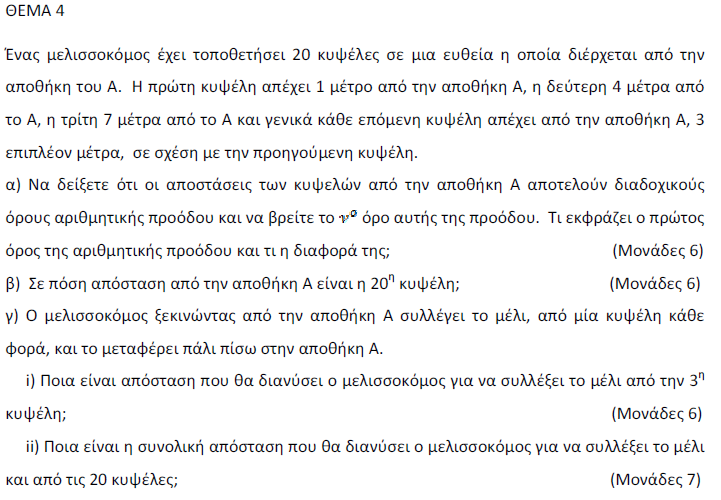 ΘΕΜΑ 4
Ένας μελισσοκόμος έχει τοποθετήσει 20 κυψέλες σε μια ευθεία η οποία διέρχεται από την
αποθήκη του Α. Η πρώτη κυψέλη απέχει 1 μέτρο από την αποθήκη Α, η δεύτερη 4 μέτρα από
το Α, η τρίτη 7 μέτρα από το Α και γενικά κάθε επόμενη κυψέλη απέχει από την αποθήκη Α, 3
επιπλέον μέτρα, σε σχέση με την προηγούμενη κυψέλη.
α) Να δείξετε ότι οι αποστάσεις των κυψελών από την αποθήκη Α αποτελούν διαδοχικούς
όρους αριθμητικής προόδου και να βρείτε το ν^ο όρο αυτής της προόδου. Τι εκφράζει ο πρώτος
όρος της αριθμητικής προόδου και τι η διαφορά της; (Μονάδες 6)
β) Σε πόση απόσταση από την αποθήκη Α είναι η 20^η κυψέλη; (Μονάδες 6)
γ) Ο μελισσοκόμος ξεκινώντας από την αποθήκη Α συλλέγει το μέλι, από μία κυψέλη κάθε
φορά, και το μεταφέρει πάλι πίσω στην αποθήκη Α.
i) Ποια είναι απόσταση που θα διανύσει ο μελισσοκόμος για να συλλέξει το μέλι από την 3^η
κυψέλη; (Μονάδες 6)
ii) Ποια είναι η συνολική απόσταση που θα διανύσει ο μελισσοκόμος για να συλλέξει το μέλι
και από τις 20 κυψέλες; (Μονάδες 7)